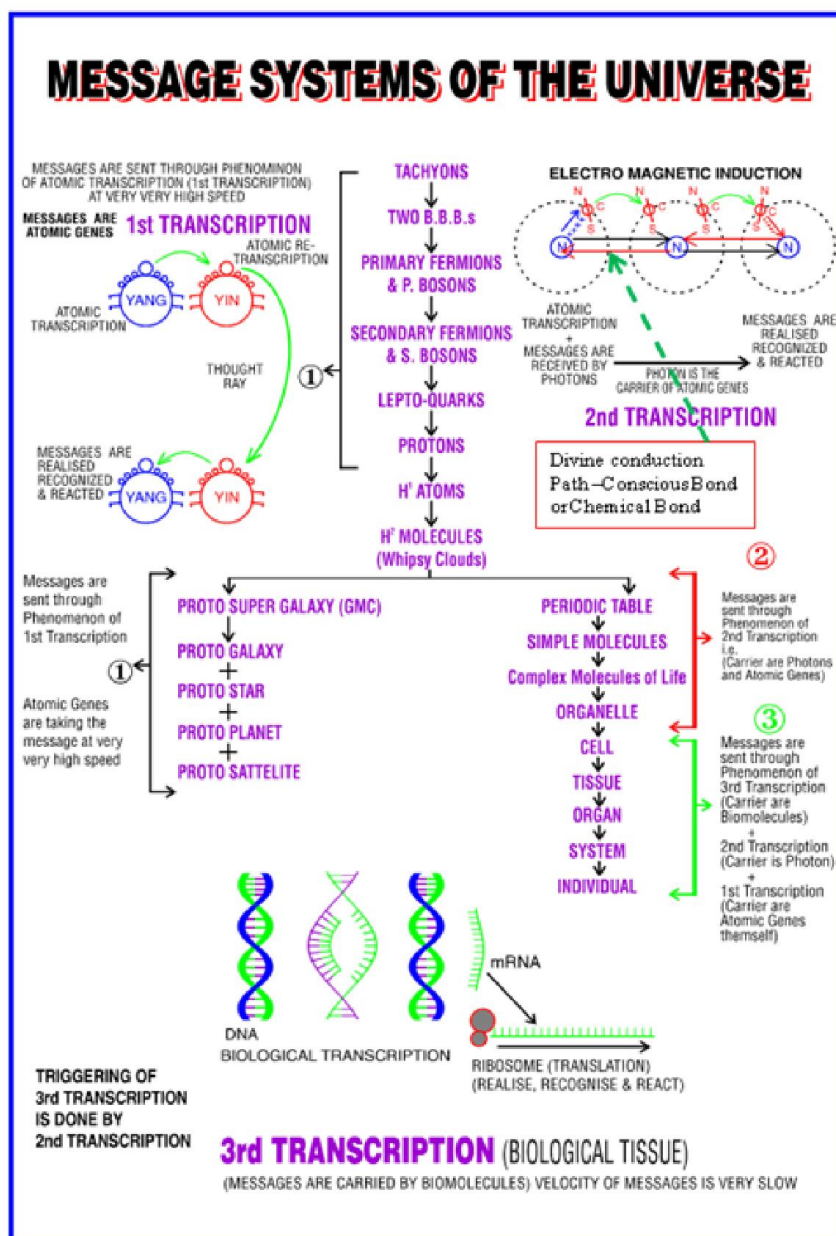 MESSAGE SYSTEMS OF THE UNIVERSE
MESSAGES ARE SENT THROUGH PHENOMINON
OF ATOMIC TRANSCRIPTION (1st TRANSCRIPTION)
AT VERY VERY HIGH SPEED
MESSAGES ARE
ATOMIC GENES
1st TRANSCRIPTION
ATOMIC RE-
TRANSCRIPTION
YANG
YIN
ATOMIC
TRANSCRIPTION
THOUGHT
RAY
MESSAGES ARE
REALISED
RECOGNIZED
& REACTED
YANG
YIN
1
TACHYONS
TWO B.B.B.s
PRIMARY FERMIONS
& P. BOSONS
SECONDARY FERMIONS
& S. BOSONS
LEPTO-QUARKS
PROTONS
H' ATOMS
H' MOLECULES
(Whipsy Clouds)
ELECTRO MAGNETIC INDUCTION
N
C
S
N
C
S
N
C
S
N
C
S
N
N
N
ATOMIC
TRANSCRIPTION
+
MESSAGES ARE
RECEIVED BY
PHOTONS
PHOTON IS THE
CARRIER OF ATOMIC GENES
MESSAGES ARE
REALISED
RECOGNIZED
& REACTED
2nd TRANSCRIPTION
Divine conduction
Path-Conscious Bond
orChemical Bond
Messages are
sent through
Phenomenon of
1st Transcription
1
Atomic Genes
are taking the
message at very
very high speed
PROTO SUPER GALAXY (GMC)
PROTO GALAXY
+
PROTO STAR
+
PROTO PLANET
+
PROTO SATTELITE
PERIODIC TABLE
SIMPLE MOLECULES
Complex Molecules of Life
ORGANELLE
CELL
TISSUE
ORGAN
SYSTEM
INDIVIDUAL
2
Messages are
sent through
Phenomenon of
2nd Transcription
i.e.
(Carrier are Photons
and Atomic Genes)
3
Messages are
sent through
Phenomenon of
3rd Transcription
(Carrier are
Biomolecules)
+
2nd Transcription
(Carrier is Photon)
+
1st Transcription
(Carrier are
Atomic Genes
themself)
DNA
BIOLOGICAL TRANSCRIPTION
mRNA
RIBOSOME (TRANSLATION)
(REALISE, RECOGNISE & REACT)
TRIGGERING OF
3rd TRANSCRIPTION
IS DONE BY
2nd TRANSCRIPTION
3rd TRANSCRIPTION (BIOLOGICAL TISSUE)
(MESSAGES ARE CARRIED BY BIOMOLECULES) VELOCITY OF MESSAGES IS VERY SLOW